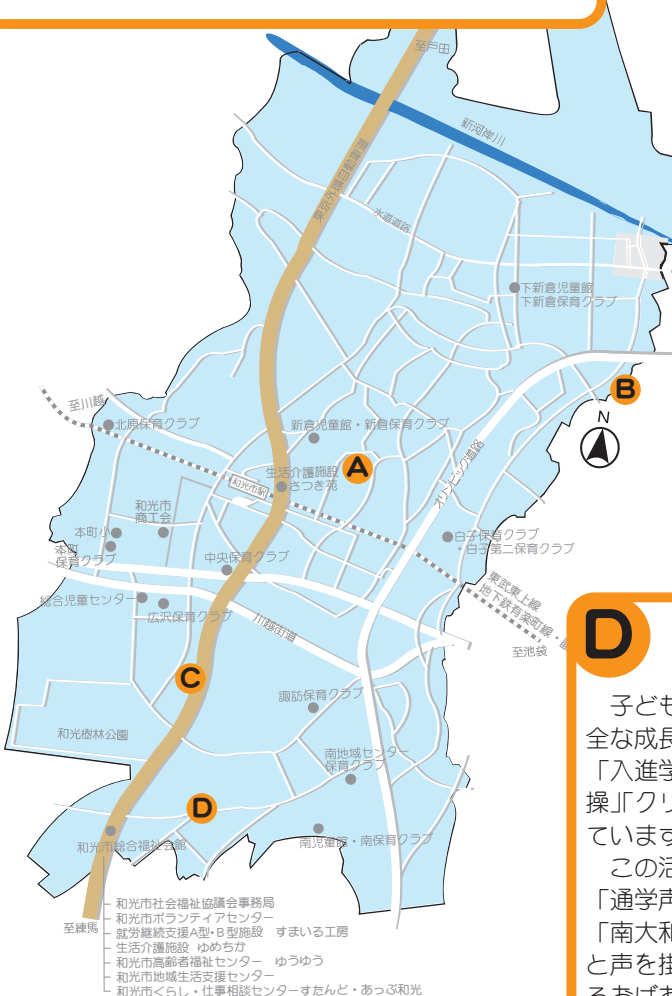 至戸田
新河岸川
東京外環自動車道
水道道路
下新倉児童館
下新倉保育クラブ
B
N
至川越
北原保育クラブ
新倉児童館・新倉保育クラブ
オリンピック道路
A
生活介護施設
さつき苑
和光市駅
和光市
商工会
本町小
本町
保育クラブ
白子保育クラブ
・白子第二保育クラブ
中央保育クラブ
東武東上線
地下鉄有楽町線・
至池袋
総合児童センター
広沢保育クラブ
川越街道
C
諏訪保育クラブ
和光樹林公園
南地域センター
保育クラブ
D
和光市総合福祉会館
南児童館・南保育クラブ
至練馬
和光市社会福祉協議会事務局
和光市ボランティアセンター
就労継続支援A型・B型施設 すまいる工房
生活介護施設 ゆめちか
和光市高齢者福祉センター ゆうゆう
和光市地域生活支援センター
和光市くらし・仕事相談センターすたんど・あっぷ和光
D
子ども
全な成長
「入進学
操」「クリ
ています
この活
「通学声
「南大和
と声を掛
るおばあ